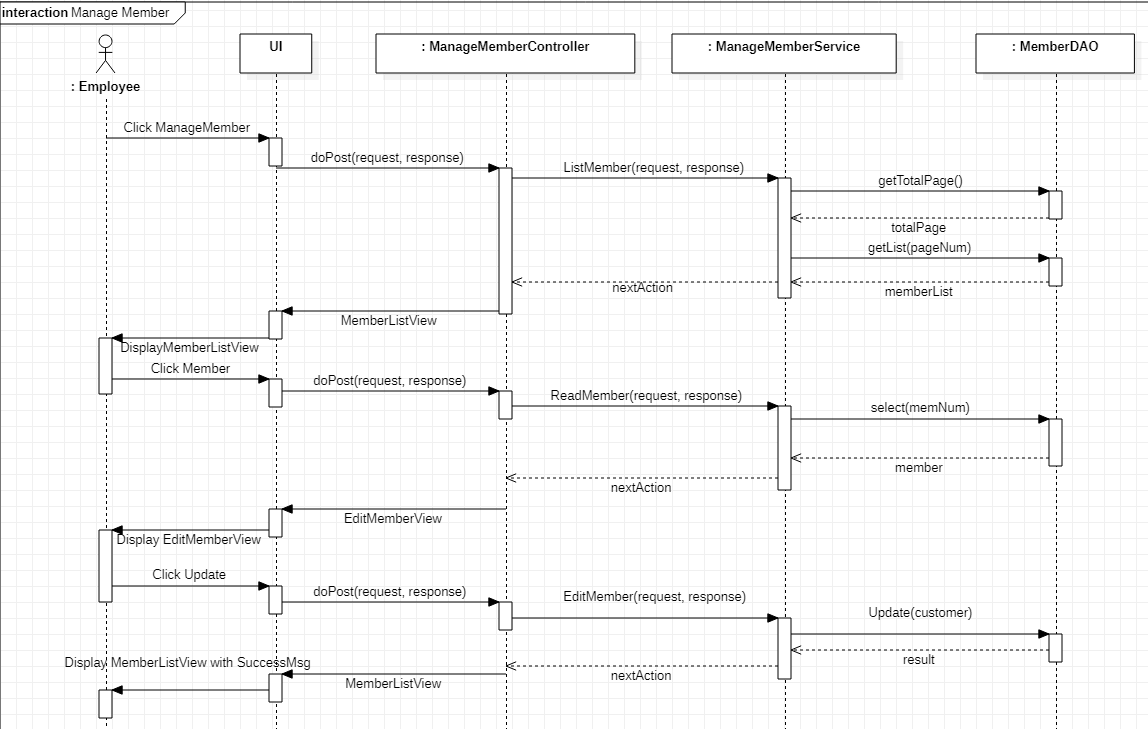 interaction Manage Member
: Employee
UI
: ManageMemberController
: ManageMemberService
: MemberDAO
Click ManageMember
doPost(request, response)
ListMember(request, response)
getTotalPage()
totalPage
getList(pageNum)
memberList
nextAction
MemberListView
DisplayMemberListView
Click Member
doPost(request, response)
ReadMember(request, response)
select(memNum)
member
nextAction
EditMemberView
Display EditMemberView
Click Update
doPost(request, response)
EditMember(request, response)
Update(customer)
result
nextAction
MemberListView
Display MemberListView with SuccessMsg